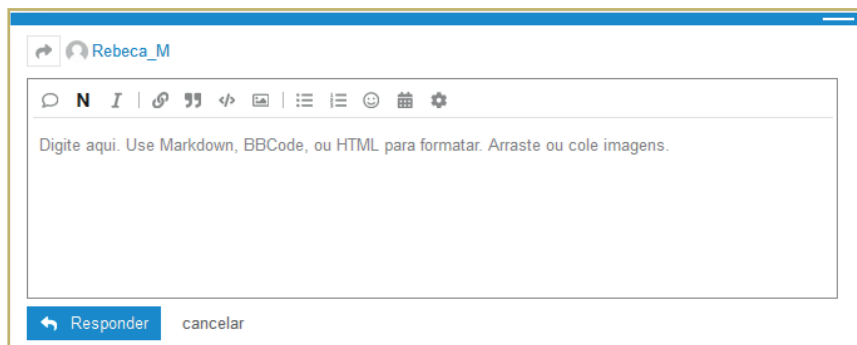 Rebeca_M
N I
Digite aqui. Use Markdown, BBCode, ou HTML para formatar. Arraste ou cole imagens.
Responder cancelar